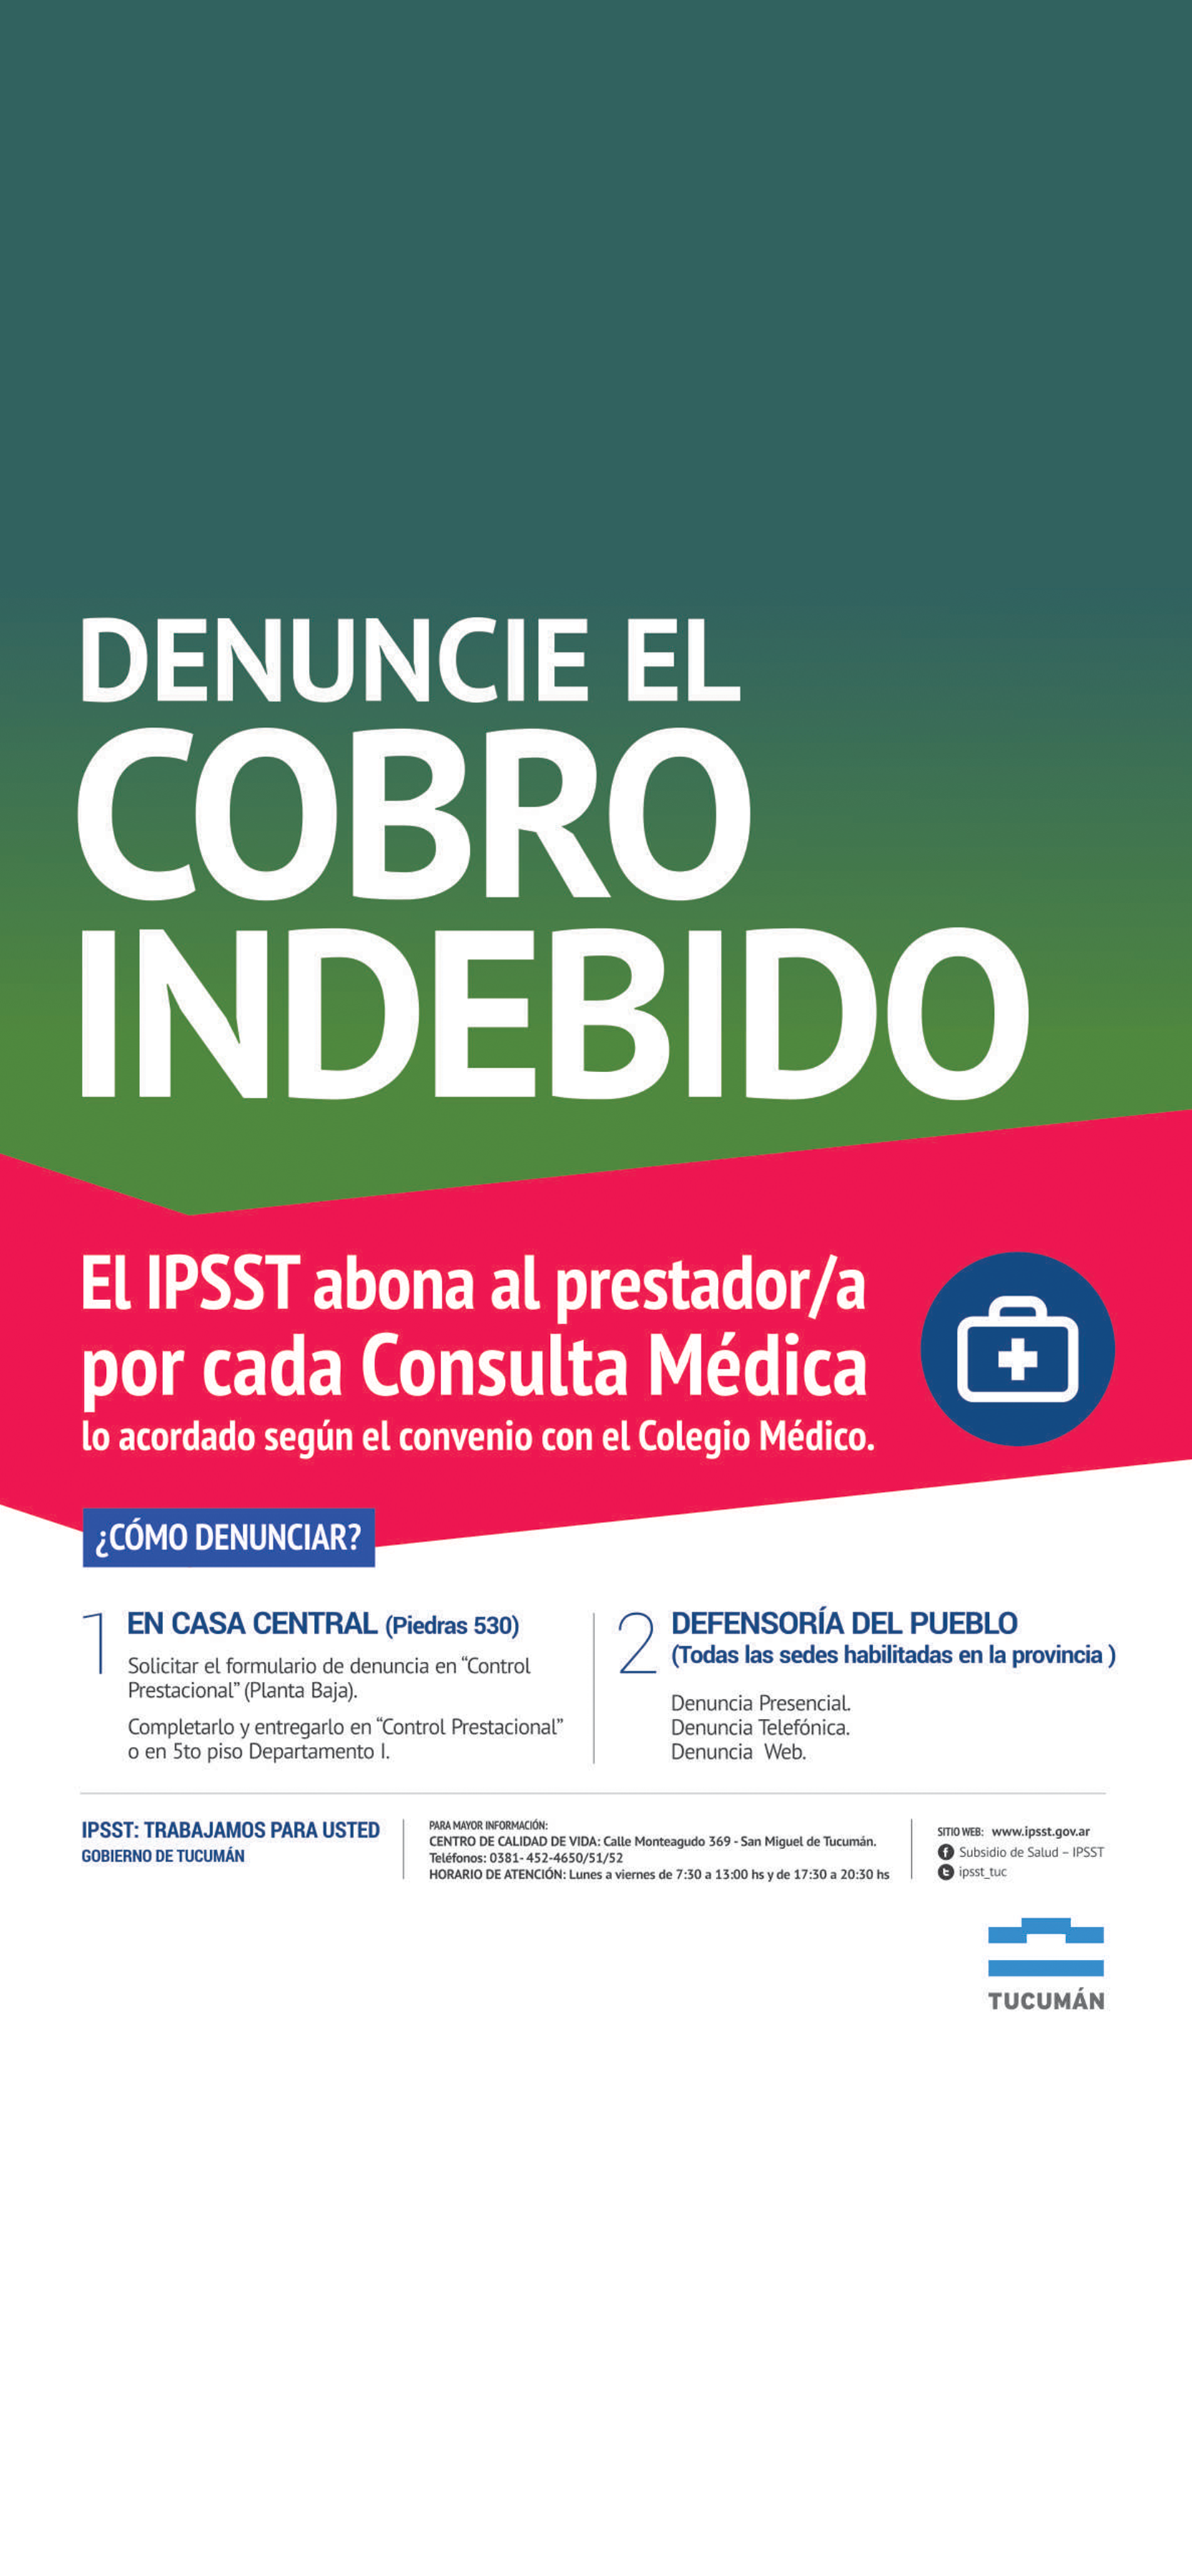 DENUNCIE EL
COBRO
INDEBIDO
El IPSST abona al prestador/a
por cada Consulta Médica
lo acordado según el convenio con el Colegio Médico.
¿CÓMO DENUNCIAR?
1 EN CASA CENTRAL (Piedras 530)
Solicitar el formulario de denuncia en “Control
Prestacional” (Planta Baja).
Completarlo y entregarlo en “Control Prestacional”
o en 5to piso Departamento I.
2 DEFENSORÍA DEL PUEBLO
(Todas las sedes habilitadas en la provincia )
Denuncia Presencial.
Denuncia Telefónica.
Denuncia Web.
IPSST: TRABAJAMOS PARA USTED
GOBIERNO DE TUCUMÁN
PARA MAYOR INFORMACIÓN:
CENTRO DE CALIDAD DE VIDA: Calle Monteagudo 369 - San Miguel de Tucumán.
Teléfonos: 0381- 452-4650/51/52
HORARIO DE ATENCIÓN: Lunes a viernes de 7:30 a 13:00 hs y de 17:30 a 20:30 hs
SITIO WEB: www.ipsst.gov.ar
Subsidio de Salud – IPSST
ipsst_tuc
TUCUMÁN